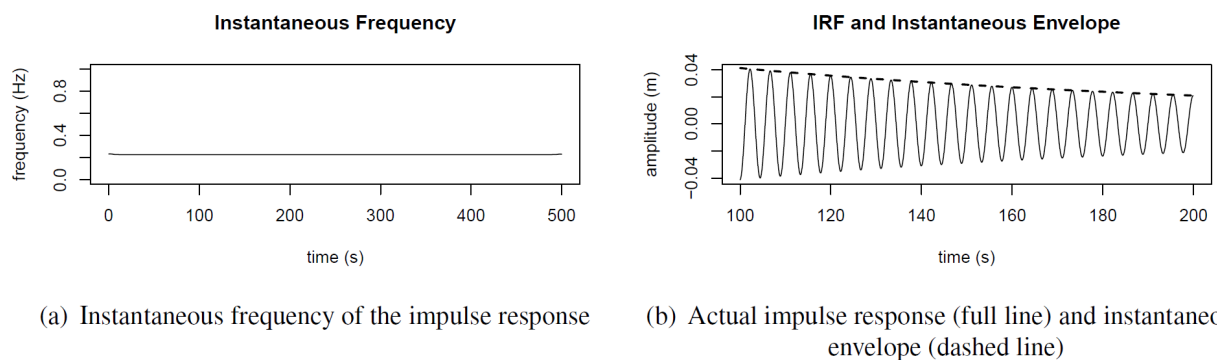 Instantaneous Frequency
frequency (Hz)
0.0
0.4
0.8
0
100
200
300
400
500
time (s)
(a) Instantaneous frequency of the impulse response
IRF and Instantaneous Envelope
amplitude (m)
−0.04
0.00
0.04
100
120
140
160
180
200
time (s)
(b) Actual impulse response (full line) and instantaneo
envelope (dashed line)